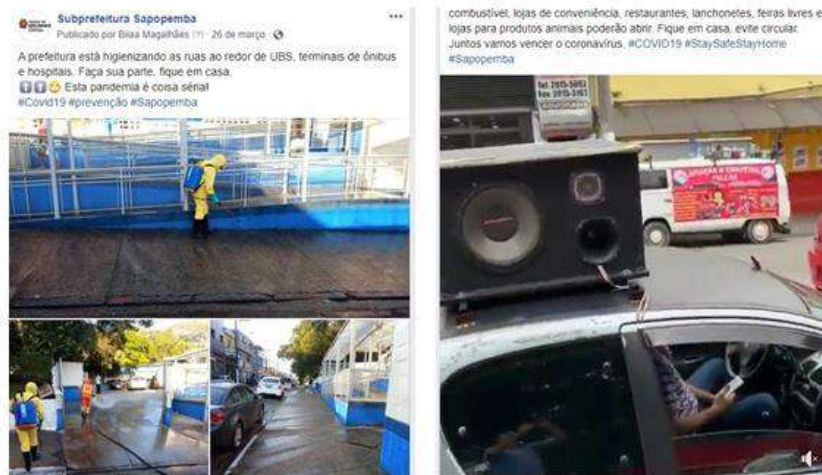 Subprefeitura Sapopemba
Publicado por Biiaa Magalhães [?] · 26 de março ·
A prefeitura está higienizando as ruas ao redor de UBS, terminais de ônibus
e hospitais. Faça sua parte, fique em casa.
Esta pandemia é coisa séria!
#Covid19 #prevenção #Sapopemba
combustível, lojas de conveniência, restaurantes, lanchonetes, feiras livres e
lojas para produtos animais poderão abrir. Fique em casa, evite circular.
Juntos vamos vencer o coronavírus. #COVID19 #StaySafeStayHome
#Sapopemba